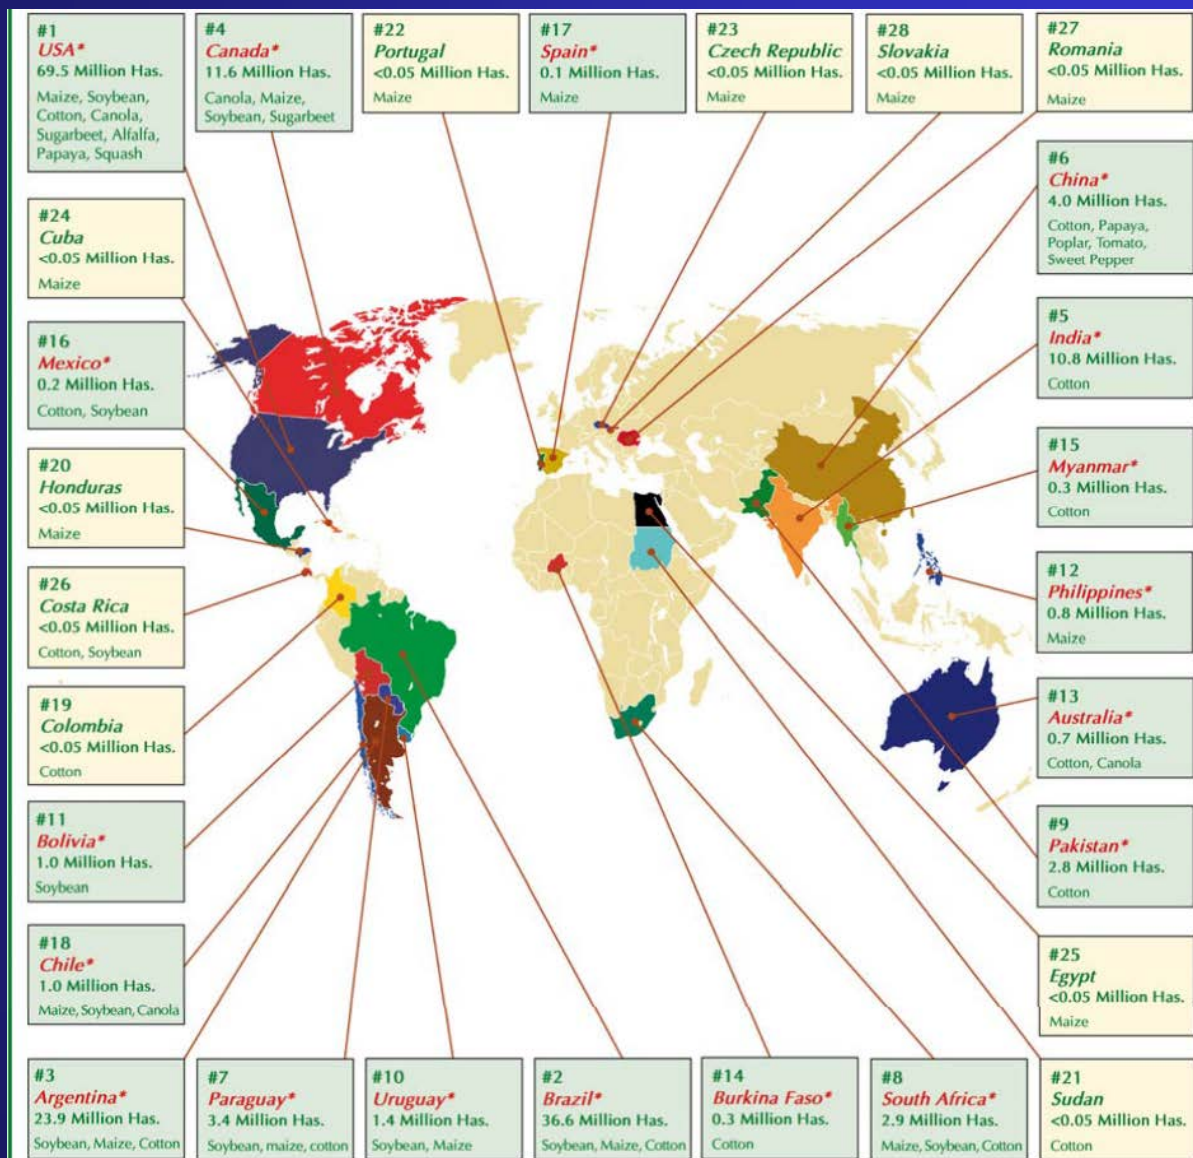 #1
USA*
69.5 Million Has.
Maize, Soybean,
Cotton, Canola,
Sugarbeet, Alfalfa,
Papaya, Squash
#4
Canada*
11.6 Million Has.
Canola, Maize,
Soybean, Sugarbeet
#22
Portugal
<0.05 Million Has.
Maize
#17
Spain*
0.1 Million Has.
Maize
#23
Czech Republic
<0.05 Million Has.
Maize
#28
Slovakia
<0.05 Million Has.
Maize
#27
Romania
<0.05 Million Has.
Maize
#24
Cuba
<0.05 Million Has.
Maize
#16
Mexico*
0.2 Million Has.
Cotton, Soybean
#20
Honduras
<0.05 Million Has.
Maize
#26
Costa Rica
<0.05 Million Has.
Cotton, Soybean
#19
Colombia
<0.05 Million Has.
Cotton
#11
Bolivia*
1.0 Million Has.
Soybean
#18
Chile*
1.0 Million Has.
Maize, Soybean, Canola
#6
China*
4.0 Million Has.
Cotton, Papaya,
Poplar, Tomato,
Sweet Pepper
#5
India*
10.8 Million Has.
Cotton
#15
Myanmar*
0.3 Million Has.
Cotton
#12
Philippines*
0.8 Million Has.
Maize
#13
Australia*
0.7 Million Has.
Cotton, Canola
#9
Pakistan*
2.8 Million Has.
Cotton
#25
Egypt
<0.05 Million Has.
Maize
#3
Argentina*
23.9 Million Has.
Soybean, Maize, Cotton
#7
Paraguay*
3.4 Million Has.
Soybean, maize, cotton
#10
Uruguay*
1.4 Million Has.
Soybean, Maize
#2
Brazil*
36.6 Million Has.
Soybean, Maize, Cotton
#14
Burkina Faso*
0.3 Million Has.
Cotton
#8
South Africa*
2.9 Million Has.
Maize, Soybean, Cotton
#21
Sudan
<0.05 Million Has.
Cotton